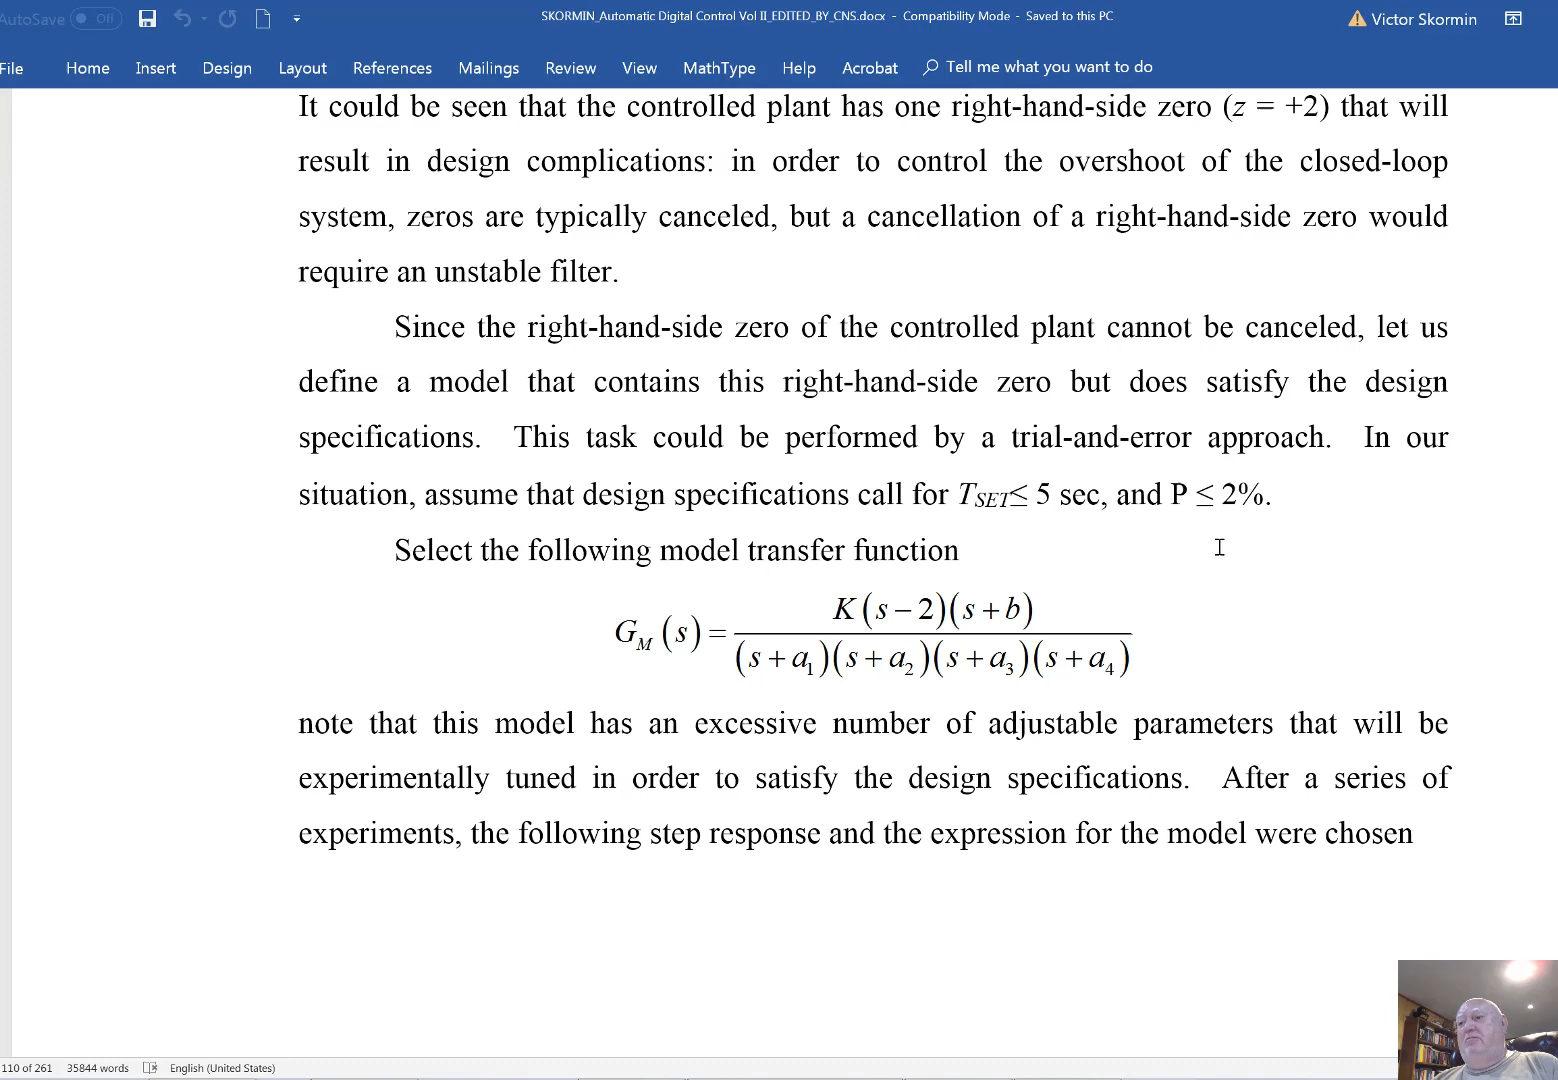 AutoSave Off SKORMIN_Automatic Digital Control Vol II_EDITED_BY_CNS.docx - Compatibility Mode - Saved to this PC Victor Skormin
File Home Insert Design Layout References Mailings Review View MathType Help Acrobat Tell me what you want to do
It could be seen that the controlled plant has one right-hand-side zero (z = +2) that will
result in design complications: in order to control the overshoot of the closed-loop
system, zeros are typically canceled, but a cancellation of a right-hand-side zero would
require an unstable filter.
Since the right-hand-side zero of the controlled plant cannot be canceled, let us
define a model that contains this right-hand-side zero but does satisfy the design
specifications. This task could be performed by a trial-and-error approach. In our
situation, assume that design specifications call for T_SET ≤ 5 sec, and P ≤ 2%.
Select the following model transfer function
G_M(s) = K(s−2)(s+b) / (s+a₁)(s+a₂)(s+a₃)(s+a₄)
note that this model has an excessive number of adjustable parameters that will be
experimentally tuned in order to satisfy the design specifications. After a series of
experiments, the following step response and the expression for the model were chosen
110 of 261 35844 words English (United States)